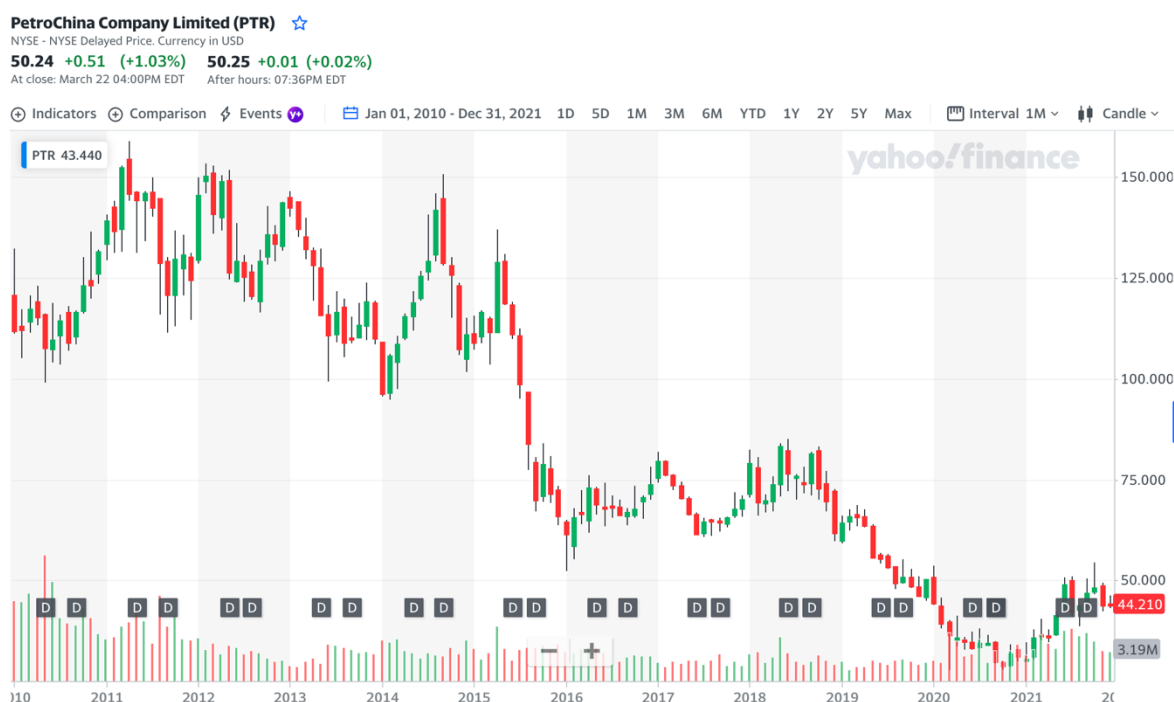 PetroChina Company Limited (PTR)
NYSE - NYSE Delayed Price. Currency in USD
50.24 +0.51 (+1.03%) 50.25 +0.01 (+0.02%)
At close: March 22 04:00PM EDT After hours: 07:36PM EDT
Indicators Comparison Events Y+ Jan 01, 2010 - Dec 31, 2021 1D 5D 1M 3M 6M YTD 1Y 2Y 5Y Max Interval 1M Candle
PTR 43.440
yahoo!finance
150.000
125.000
100.000
75.000
50.000
44.210
D D D D D D D D D D D D D D D D D D D D D D D D
− +
3.19M
)10 2011 2012 2013 2014 2015 2016 2017 2018 2019 2020 2021 20